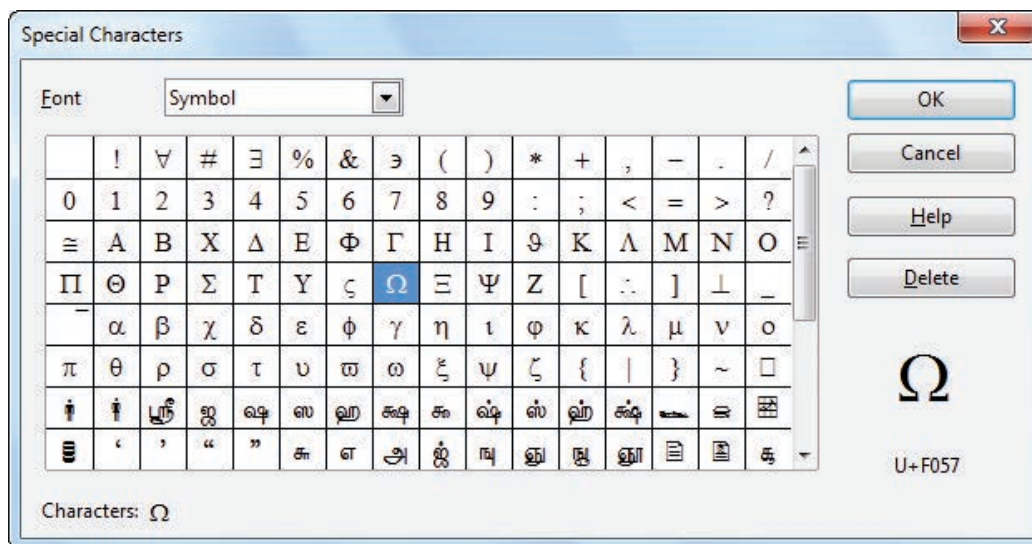 Special Characters
X
Font Symbol OK
! ∀ # ∃ % & ϶ ( ) * + , − . /
Cancel
0 1 2 3 4 5 6 7 8 9 : ; < = > ?
Help
≅ Α Β Χ Δ Ε Φ Γ Η Ι ϑ Κ Λ Μ Ν Ο
Π Θ Ρ Σ Τ Υ ς Ω Ξ Ψ Ζ [ ∴ ] ⊥ _
Delete
‾ α β χ δ ε ϕ γ η ι φ κ λ μ ν ο
π θ ρ σ τ υ ϖ ω ξ ψ ζ { | } ~ □
Ω
ஸ்ரீ ஜ ஷ ஸ ஹ க்ஷ ஷ் ஸ் ஹ் க்ஷ்
‘ ’ “ ” எ அ ஜ்
U+F057
Characters: Ω